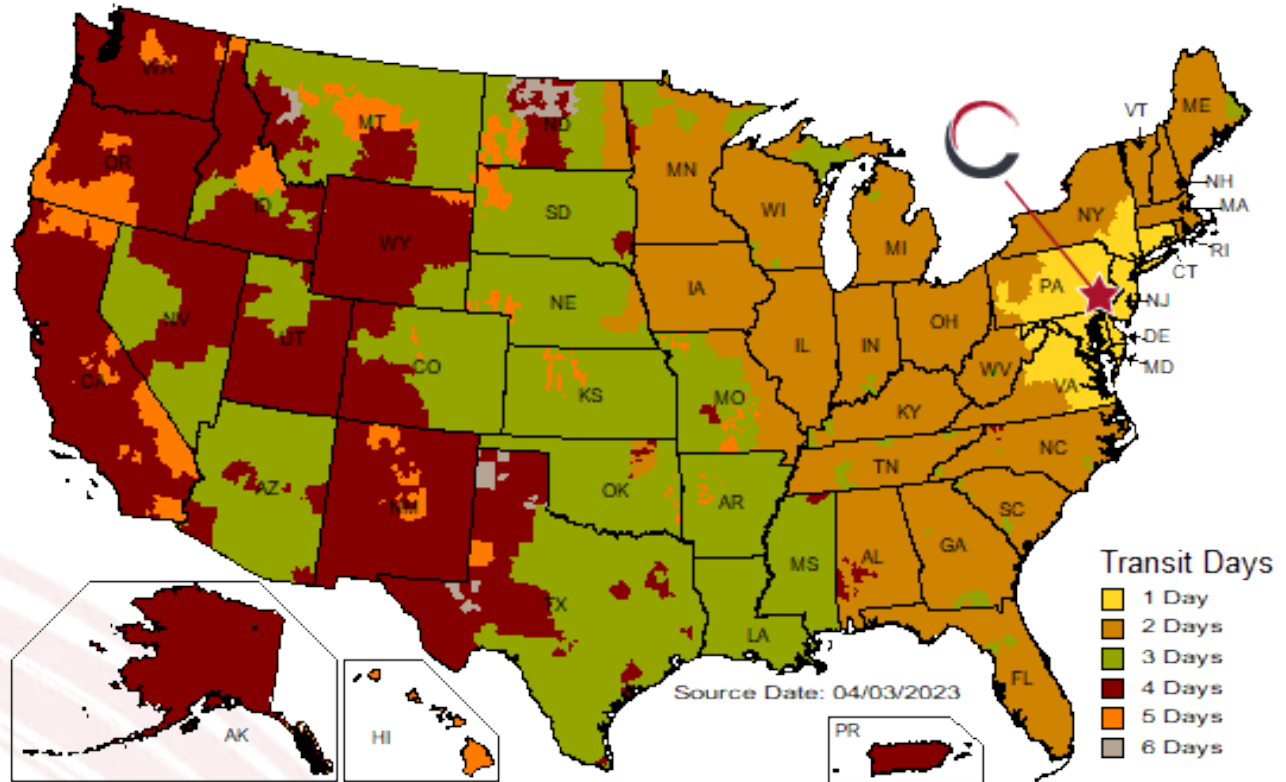 WA
MT
ND
OR
ID
WY
SD
MN
WI
MI
NY
VT
ME
NH
MA
RI
CT
NJ
DE
MD
PA
NV
UT
CA
NE
IA
IL
IN
OH
WV
VA
CO
KS
MO
KY
AZ
NM
OK
AR
TN
NC
SC
TX
LA
MS
AL
GA
FL
AK
HI
PR
Source Date: 04/03/2023
Transit Days
1 Day
2 Days
3 Days
4 Days
5 Days
6 Days